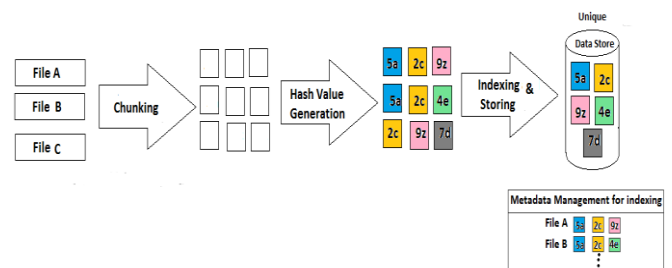 Unique
Data Store
File A
File B
File C
Chunking
Hash Value
Generation
5a 2c 9z
5a 2c 4e
2c 9z 7d
Indexing &
Storing
5a 2c
9z 4e
7d
Metadata Management for indexing
File A 5a 2c 9z
File B 5a 2c 4e